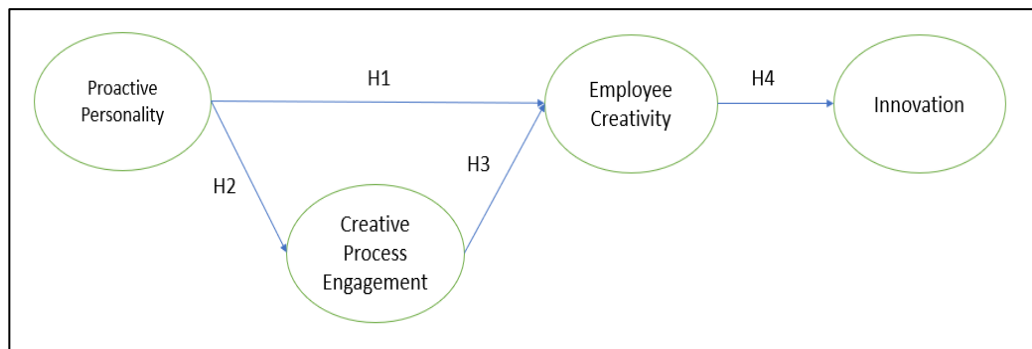 Proactive
Personality
H1
Employee
Creativity
H4
Innovation
H2
H3
Creative
Process
Engagement